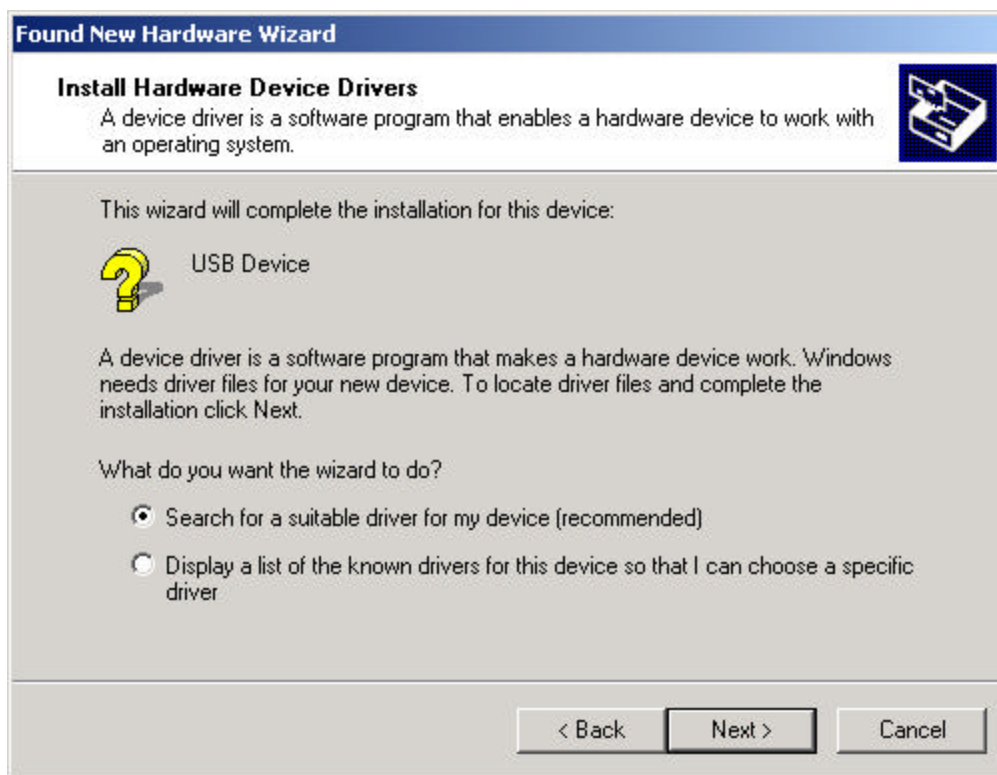 Found New Hardware Wizard
Install Hardware Device Drivers
A device driver is a software program that enables a hardware device to work with
an operating system.
This wizard will complete the installation for this device:
USB Device
A device driver is a software program that makes a hardware device work. Windows
needs driver files for your new device. To locate driver files and complete the
installation click Next.
What do you want the wizard to do?
Search for a suitable driver for my device (recommended)
Display a list of the known drivers for this device so that I can choose a specific
driver
< Back
Next >
Cancel